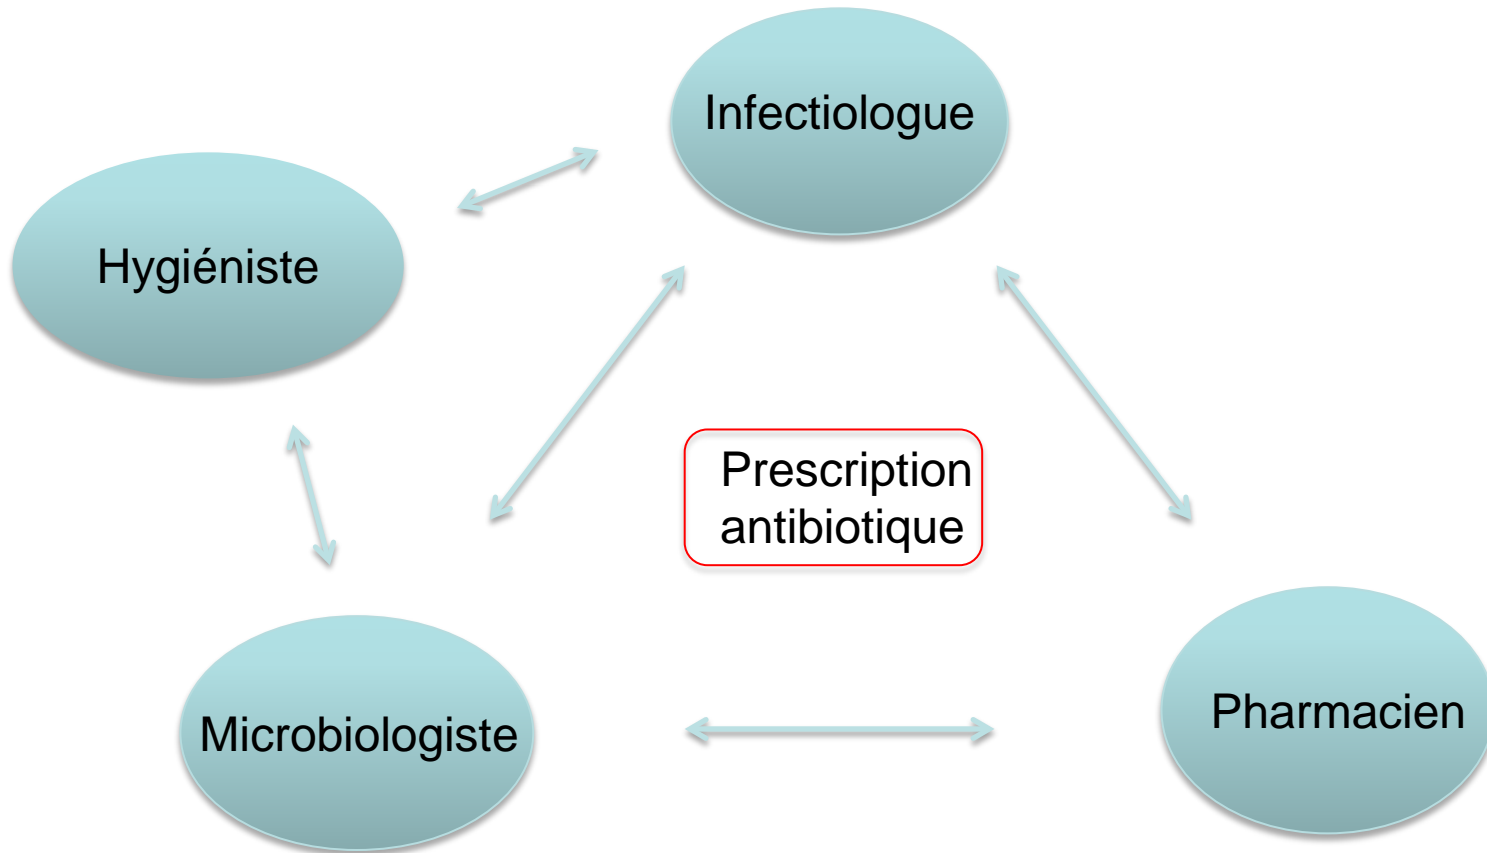 Infectiologue
Hygiéniste
Prescription
antibiotique
Microbiologiste
Pharmacien